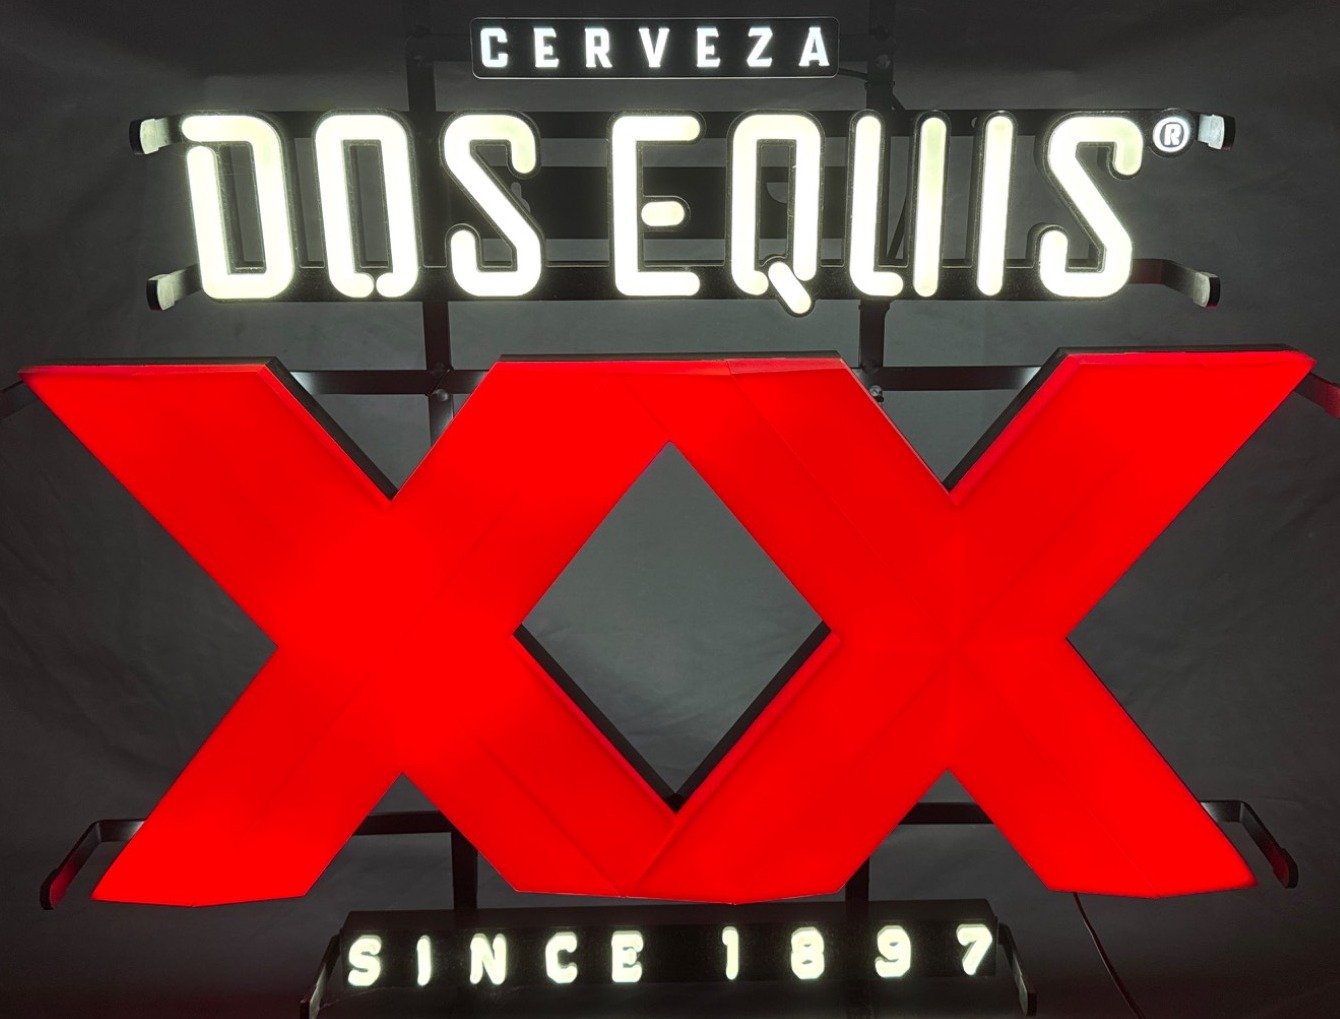 CERVEZA
DOS EQUIS®
XX
SINCE 1897